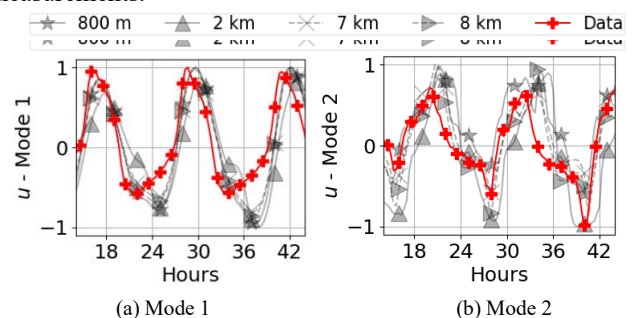 800 m 2 km 7 km 8 km Data
u - Mode 1
1
0
−1
18 24 30 36 42
Hours
u - Mode 2
1
0
−1
18 24 30 36 42
Hours
(a) Mode 1
(b) Mode 2